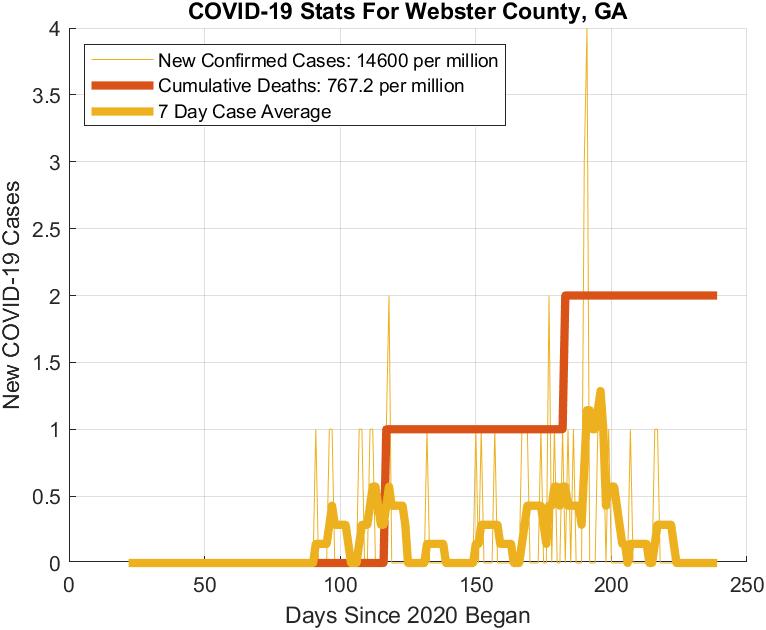 COVID-19 Stats For Webster County, GA
New Confirmed Cases: 14600 per million
Cumulative Deaths: 767.2 per million
7 Day Case Average
New COVID-19 Cases
4
3.5
3
2.5
2
1.5
1
0.5
0
0 50 100 150 200 250
Days Since 2020 Began